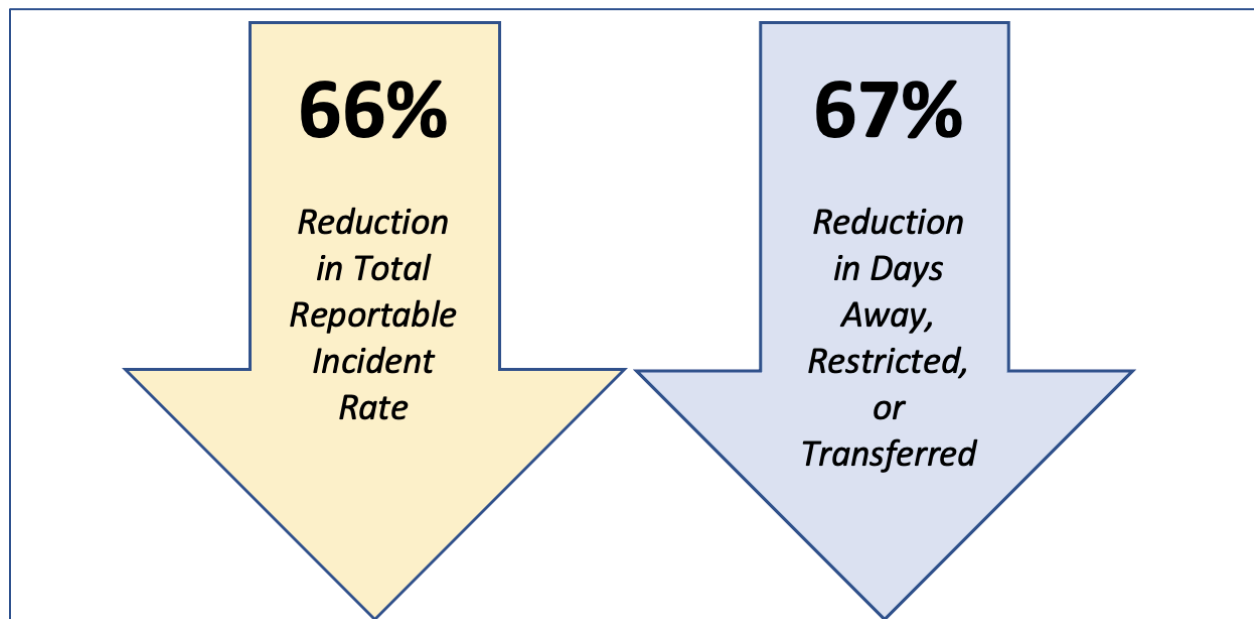 66%
Reduction
in Total
Reportable
Incident
Rate
67%
Reduction
in Days
Away,
Restricted,
or
Transferred